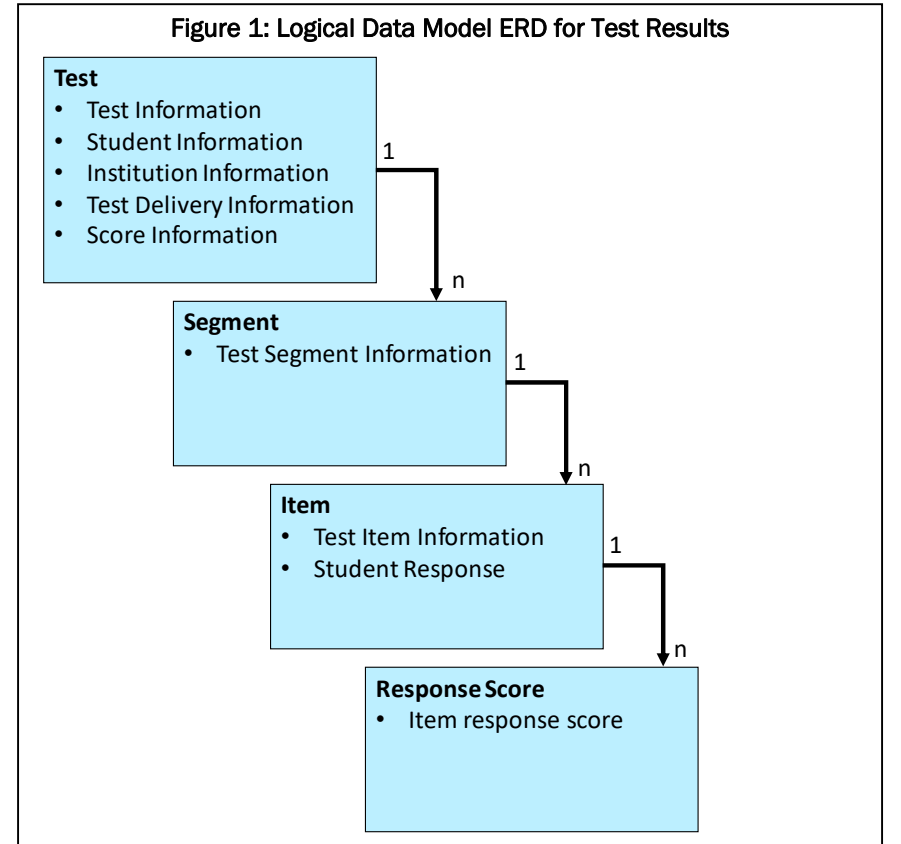 Figure 1: Logical Data Model ERD for Test Results
Test
• Test Information
• Student Information
• Institution Information
• Test Delivery Information
• Score Information
1
n
Segment
• Test Segment Information
1
n
Item
• Test Item Information
• Student Response
1
n
Response Score
• Item response score